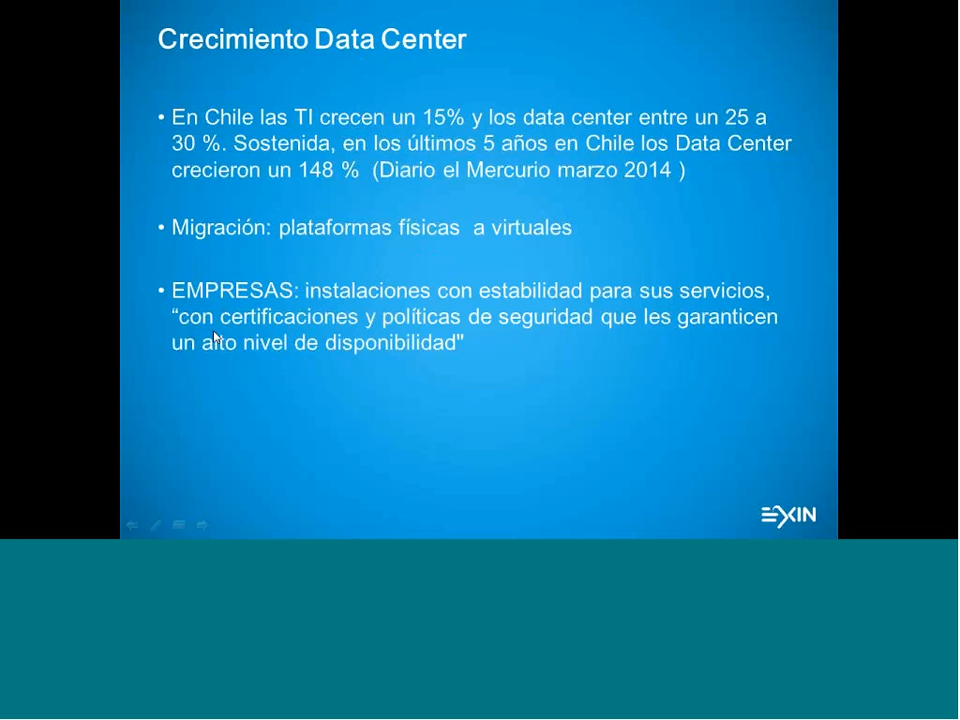 Crecimiento Data Center
• En Chile las TI crecen un 15% y los data center entre un 25 a
30 %. Sostenida, en los últimos 5 años en Chile los Data Center
crecieron un 148 %  (Diario el Mercurio marzo 2014 )
• Migración: plataformas físicas  a virtuales
• EMPRESAS: instalaciones con estabilidad para sus servicios,
“con certificaciones y políticas de seguridad que les garanticen
un alto nivel de disponibilidad"
EXIN